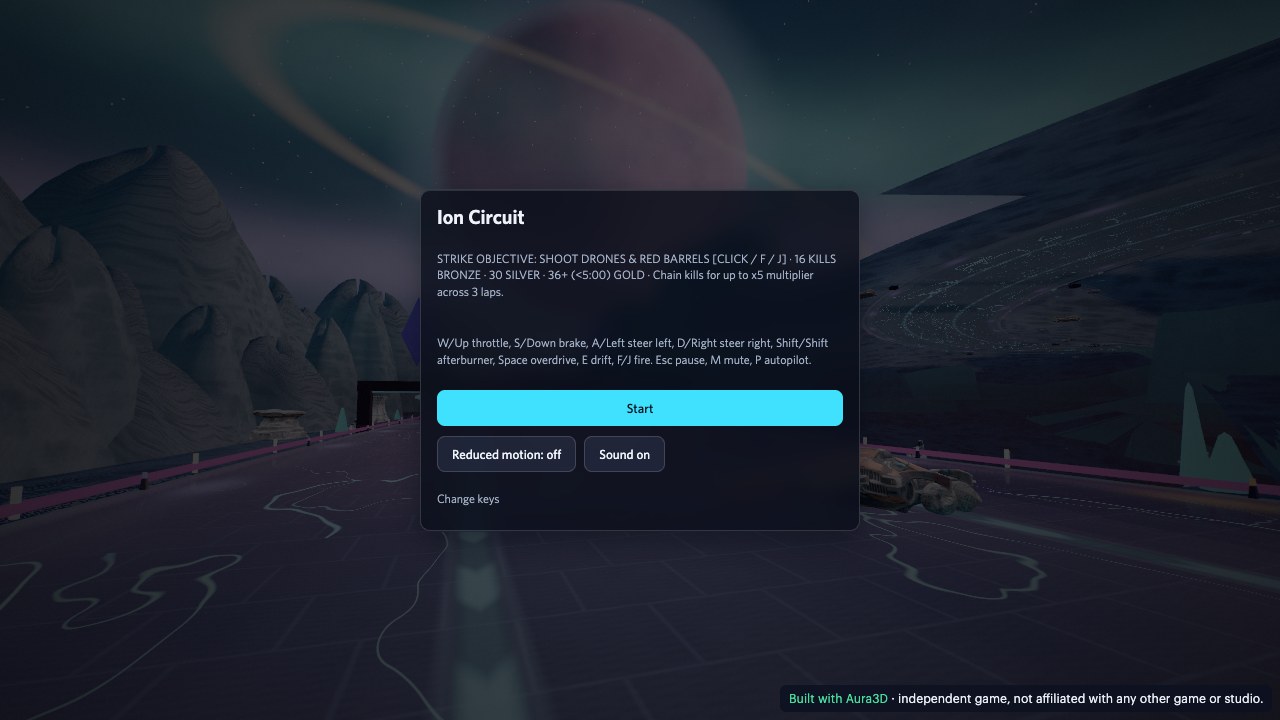 Ion Circuit
STRIKE OBJECTIVE: SHOOT DRONES & RED BARRELS [CLICK / F / J] · 16 KILLS
BRONZE · 30 SILVER · 36+ (<5:00) GOLD · Chain kills for up to x5 multiplier
across 3 laps.
W/Up throttle, S/Down brake, A/Left steer left, D/Right steer right, Shift/Shift
afterburner, Space overdrive, E drift, F/J fire. Esc pause, M mute, P autopilot.
Start
Reduced motion: off
Sound on
Change keys
Built with Aura3D · independent game, not affiliated with any other game or studio.